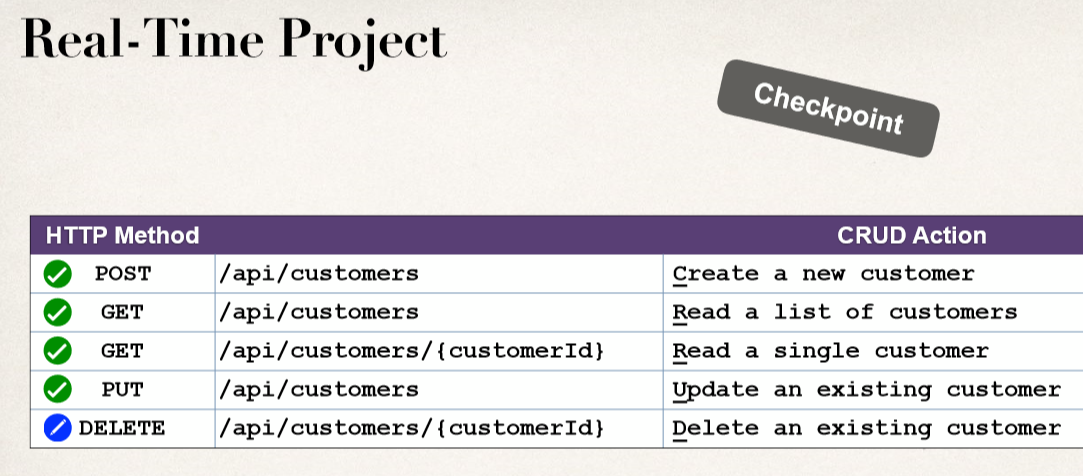 Real-Time Project
Checkpoint
HTTP Method CRUD Action
POST /api/customers Create a new customer
GET /api/customers Read a list of customers
GET /api/customers/{customerId} Read a single customer
PUT /api/customers Update an existing customer
DELETE /api/customers/{customerId} Delete an existing customer